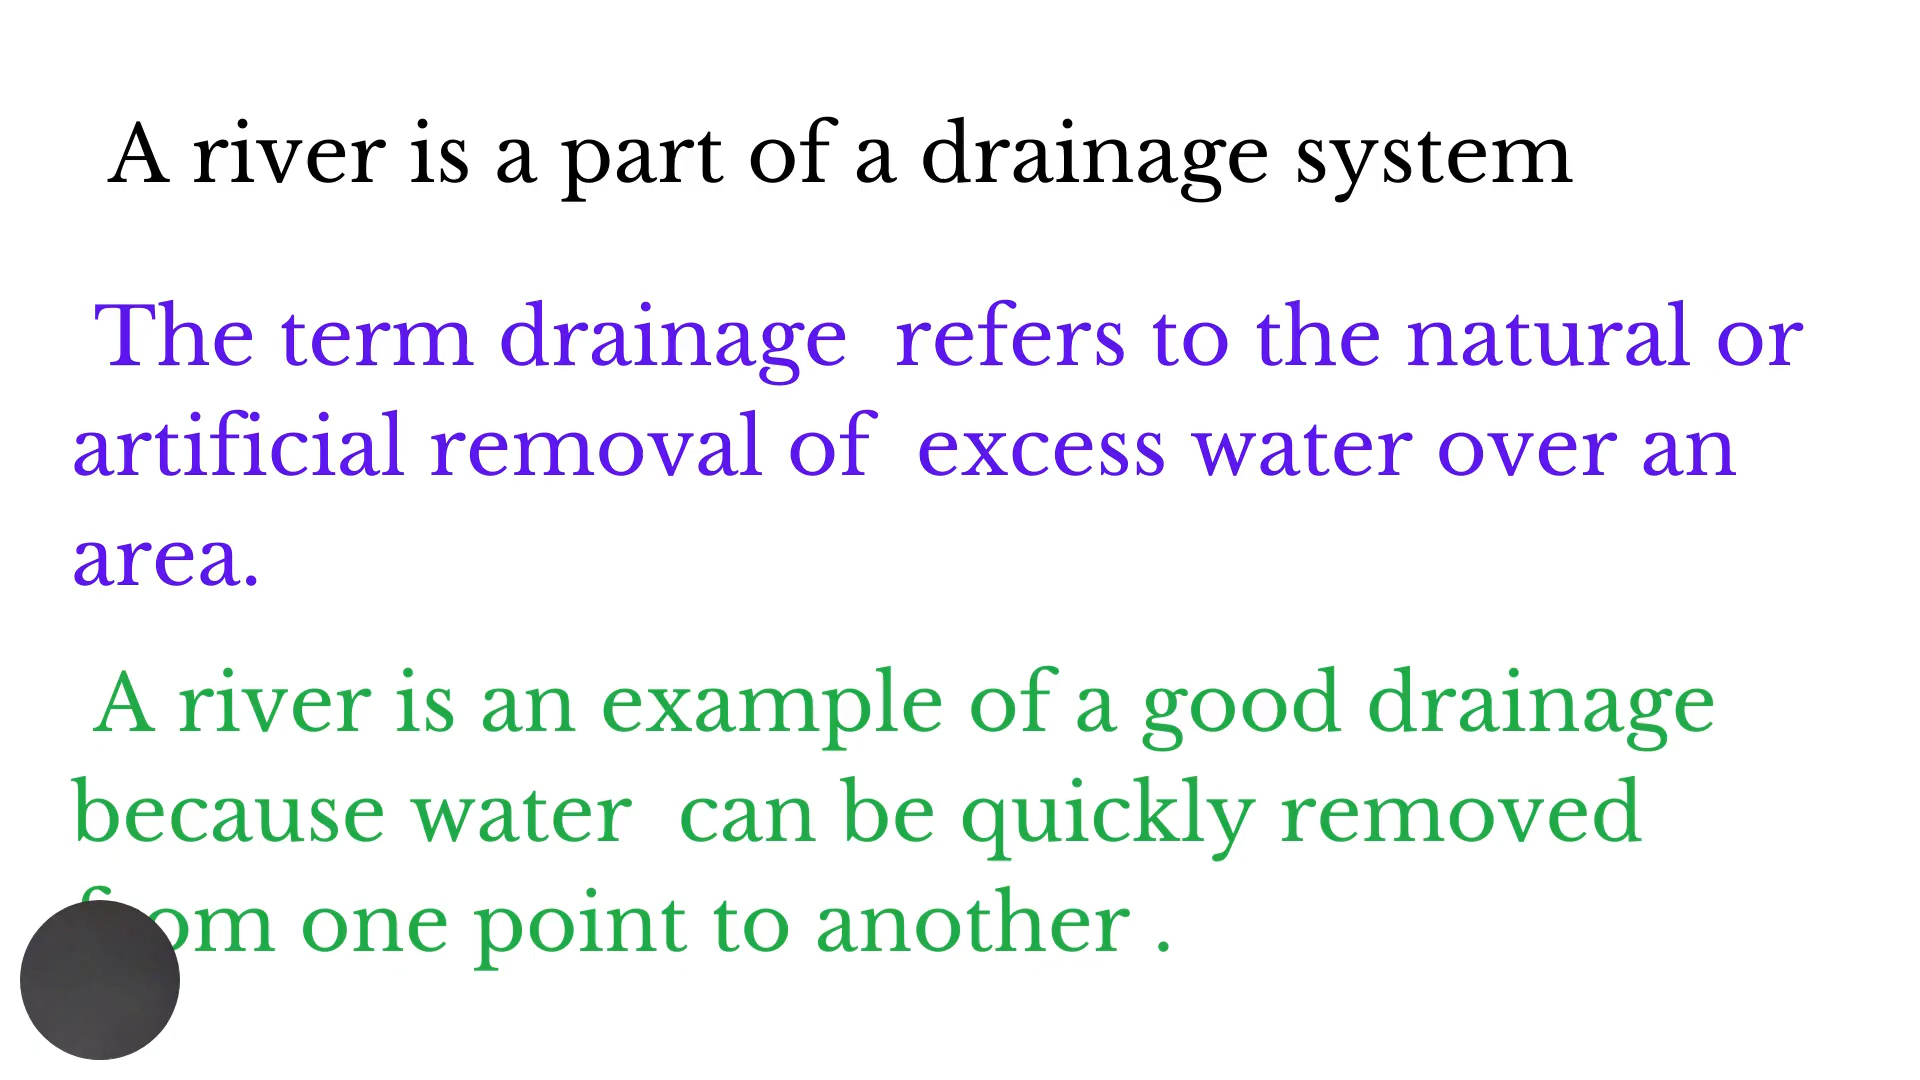 A river is a part of a drainage system
The term drainage  refers to the natural or
artificial removal of  excess water over an
area.
A river is an example of a good drainage
because water  can be quickly removed
from one point to another .